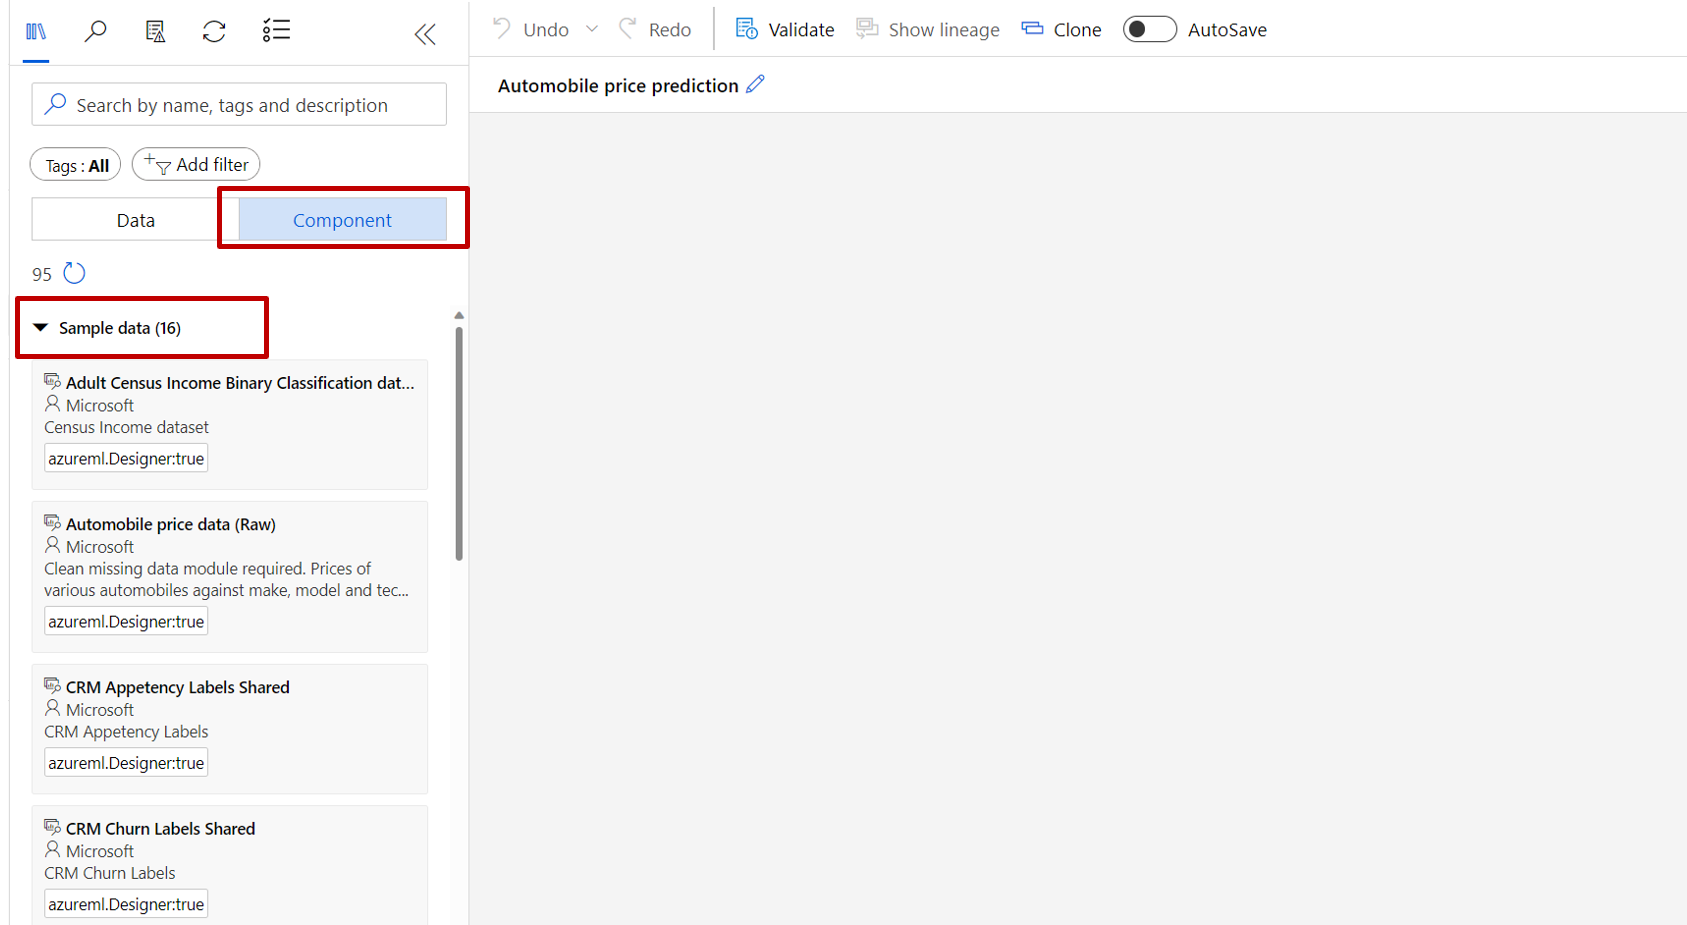 Undo
Redo
Validate
Show lineage
Clone
AutoSave
Automobile price prediction
Search by name, tags and description
Tags : All
Add filter
Data
Component
95
Sample data (16)
Adult Census Income Binary Classification dat...
Microsoft
Census Income dataset
azureml.Designer:true
Automobile price data (Raw)
Microsoft
Clean missing data module required. Prices of
various automobiles against make, model and tec...
azureml.Designer:true
CRM Appetency Labels Shared
Microsoft
CRM Appetency Labels
azureml.Designer:true
CRM Churn Labels Shared
Microsoft
CRM Churn Labels
azureml.Designer:true